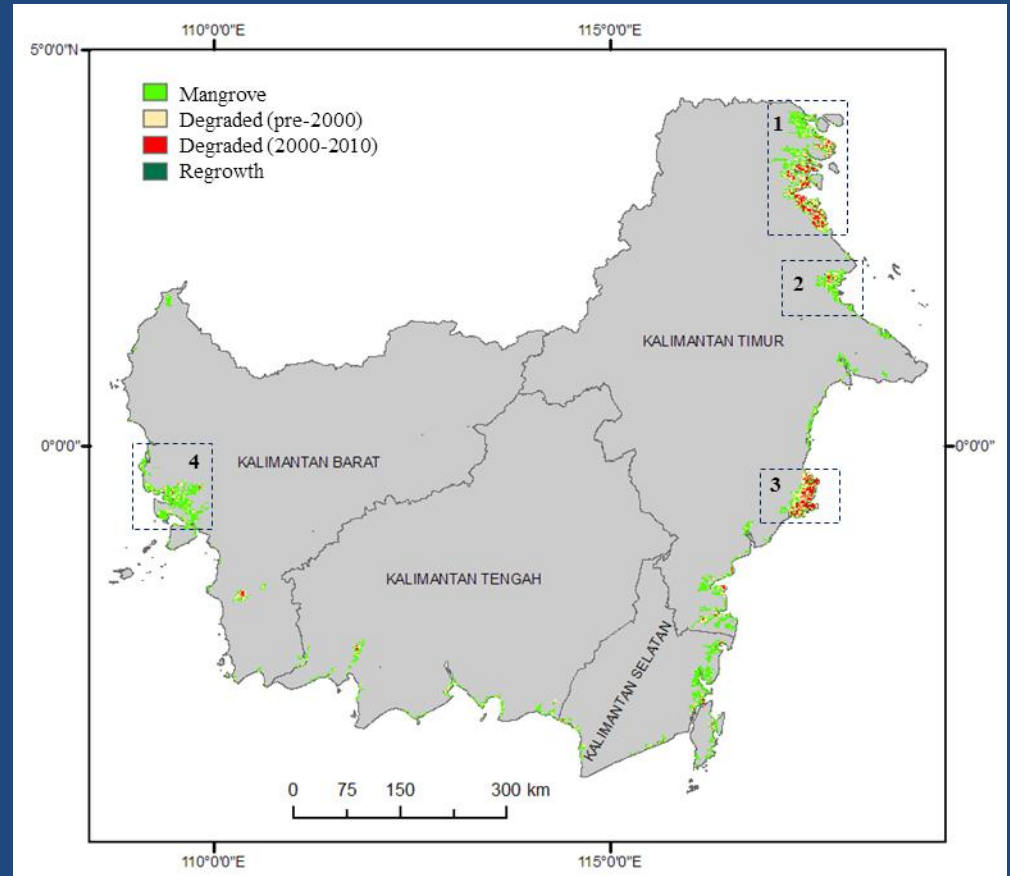 110°0'0"E 115°0'0"E
5°0'0"N
Mangrove
Degraded (pre-2000)
Degraded (2000-2010)
Regrowth
1
2
KALIMANTAN TIMUR
0°0'0" 0°0'0"
4
KALIMANTAN BARAT
3
KALIMANTAN TENGAH
KALIMANTAN SELATAN
0 75 150 300 km
110°0'0"E 115°0'0"E